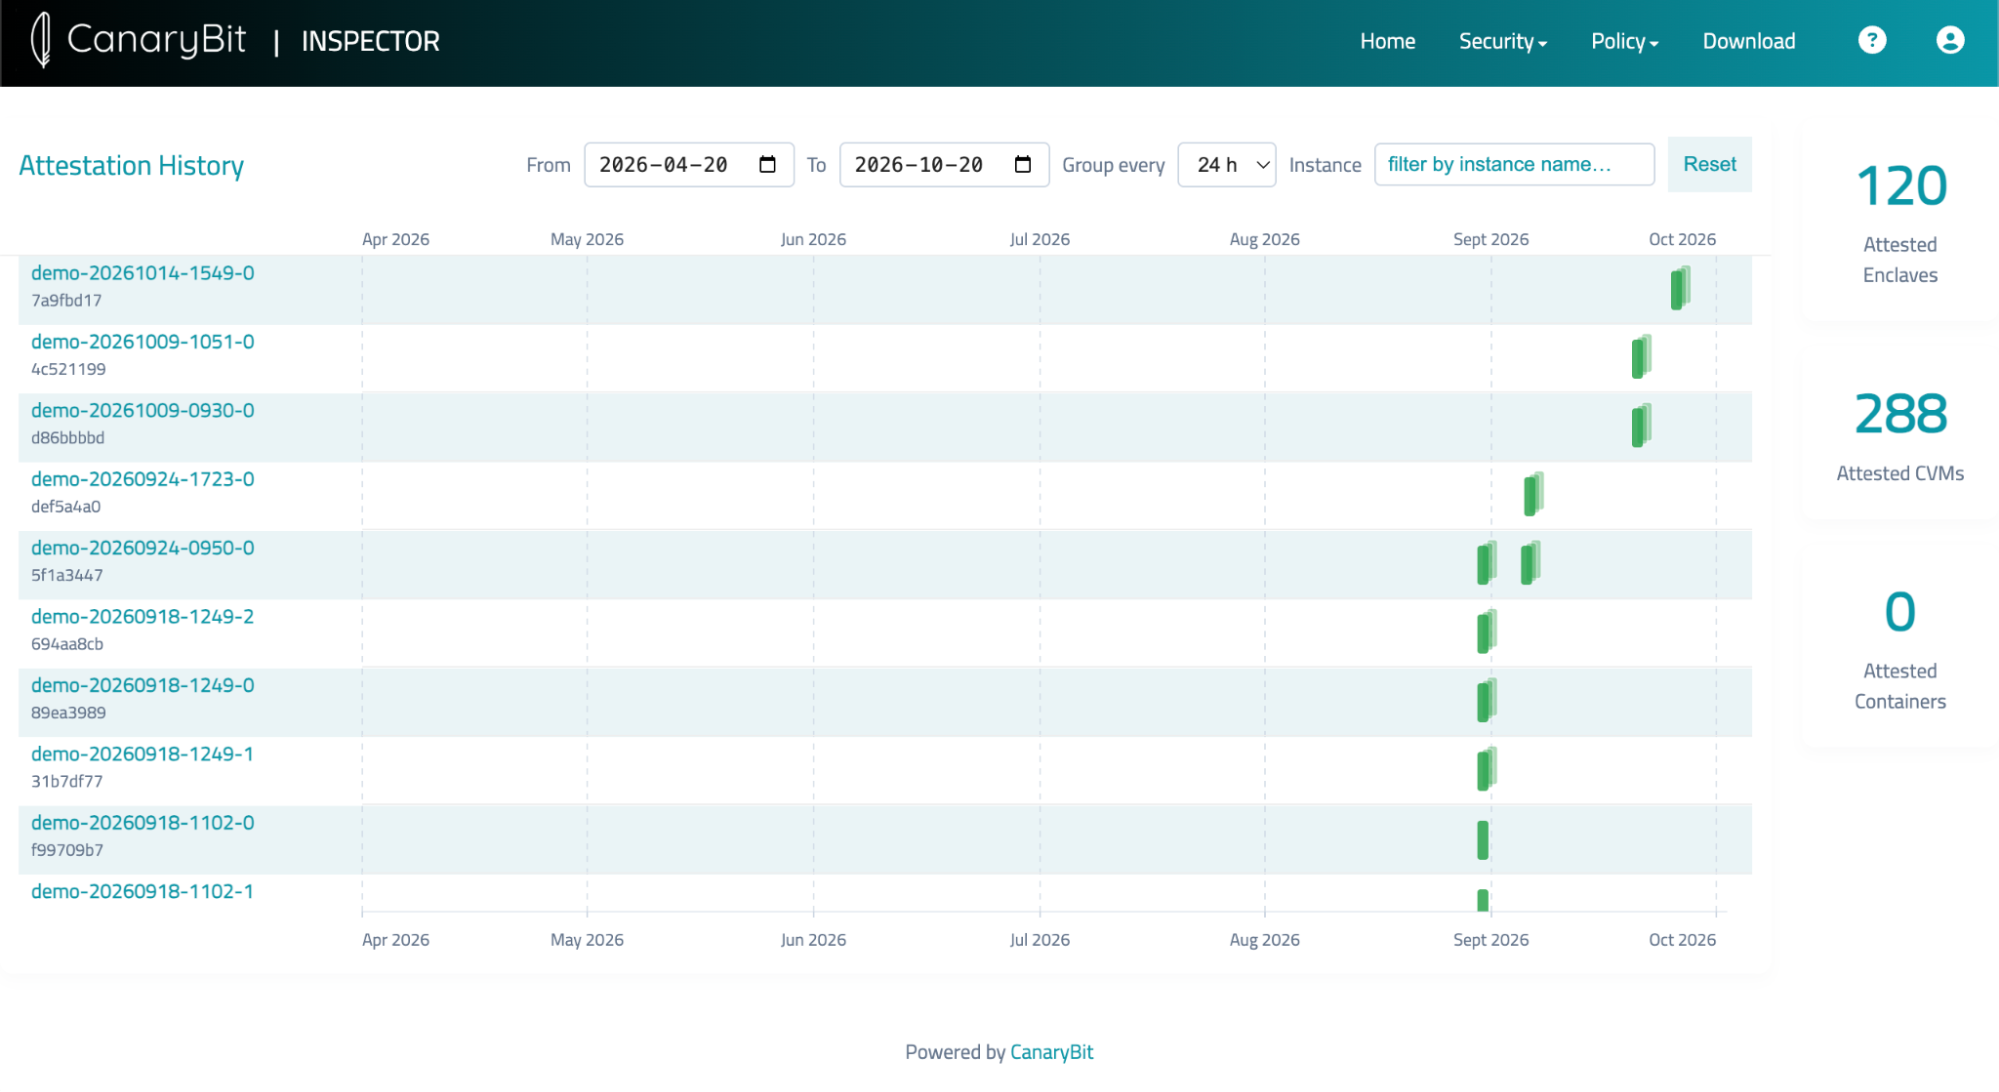 CanaryBit | INSPECTOR
Home Security Policy Download ?
Attestation History From 2026-04-20 To 2026-10-20 Group every 24 h Instance filter by instance name... Reset
Apr 2026 May 2026 Jun 2026 Jul 2026 Aug 2026 Sept 2026 Oct 2026
demo-20261014-1549-0
7a9fbd17
demo-20261009-1051-0
4c521199
demo-20261009-0930-0
d86bbbbd
demo-20260924-1723-0
def5a4a0
demo-20260924-0950-0
5f1a3447
demo-20260918-1249-2
694aa8cb
demo-20260918-1249-0
89ea3989
demo-20260918-1249-1
31b7df77
demo-20260918-1102-0
f99709b7
demo-20260918-1102-1
Apr 2026 May 2026 Jun 2026 Jul 2026 Aug 2026 Sept 2026 Oct 2026
120
Attested
Enclaves
288
Attested CVMs
0
Attested
Containers
Powered by CanaryBit